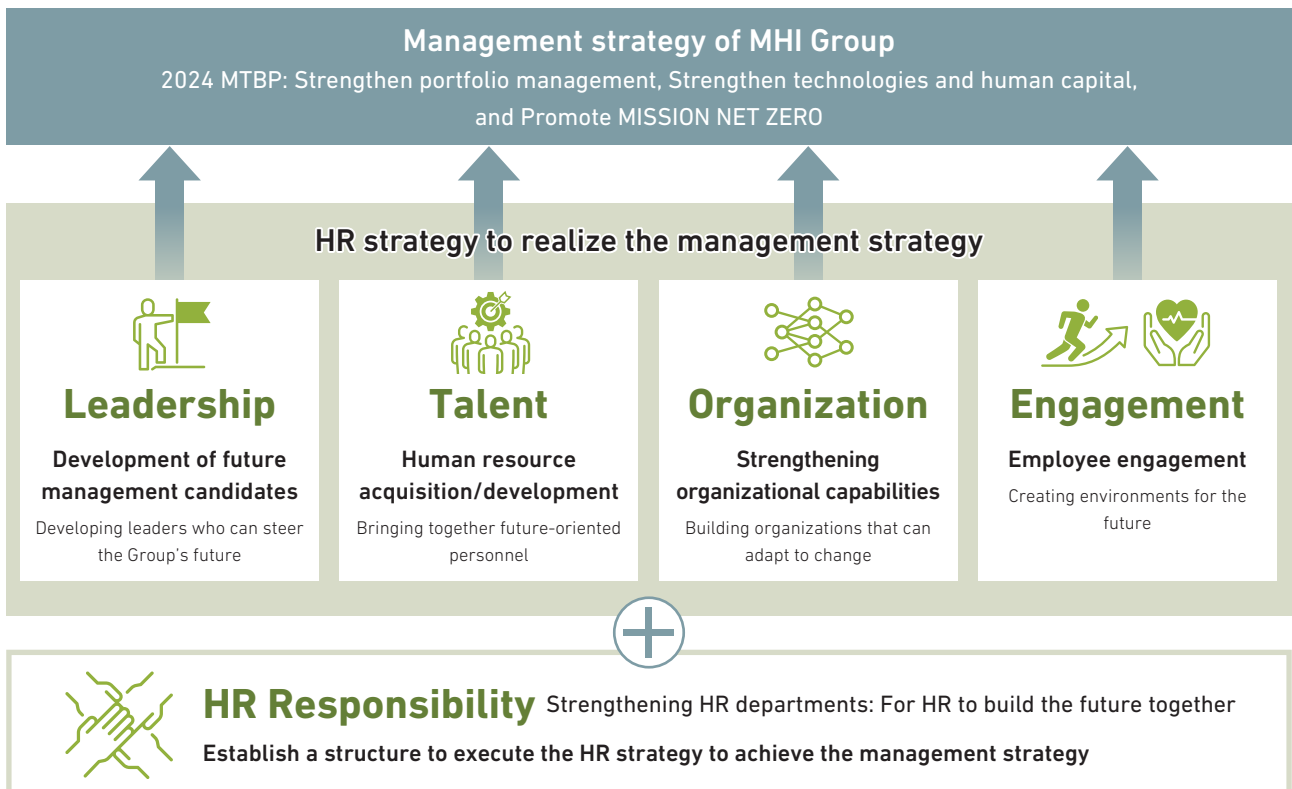 Management strategy of MHI Group
2024 MTBP: Strengthen portfolio management, Strengthen technologies and human capital,
and Promote MISSION NET ZERO
HR strategy to realize the management strategy
Leadership
Development of future
management candidates
Developing leaders who can steer
the Group’s future
Talent
Human resource
acquisition/development
Bringing together future-oriented
personnel
Organization
Strengthening
organizational capabilities
Building organizations that can
adapt to change
Engagement
Employee engagement
Creating environments for the
future
HR Responsibility Strengthening HR departments: For HR to build the future together
Establish a structure to execute the HR strategy to achieve the management strategy